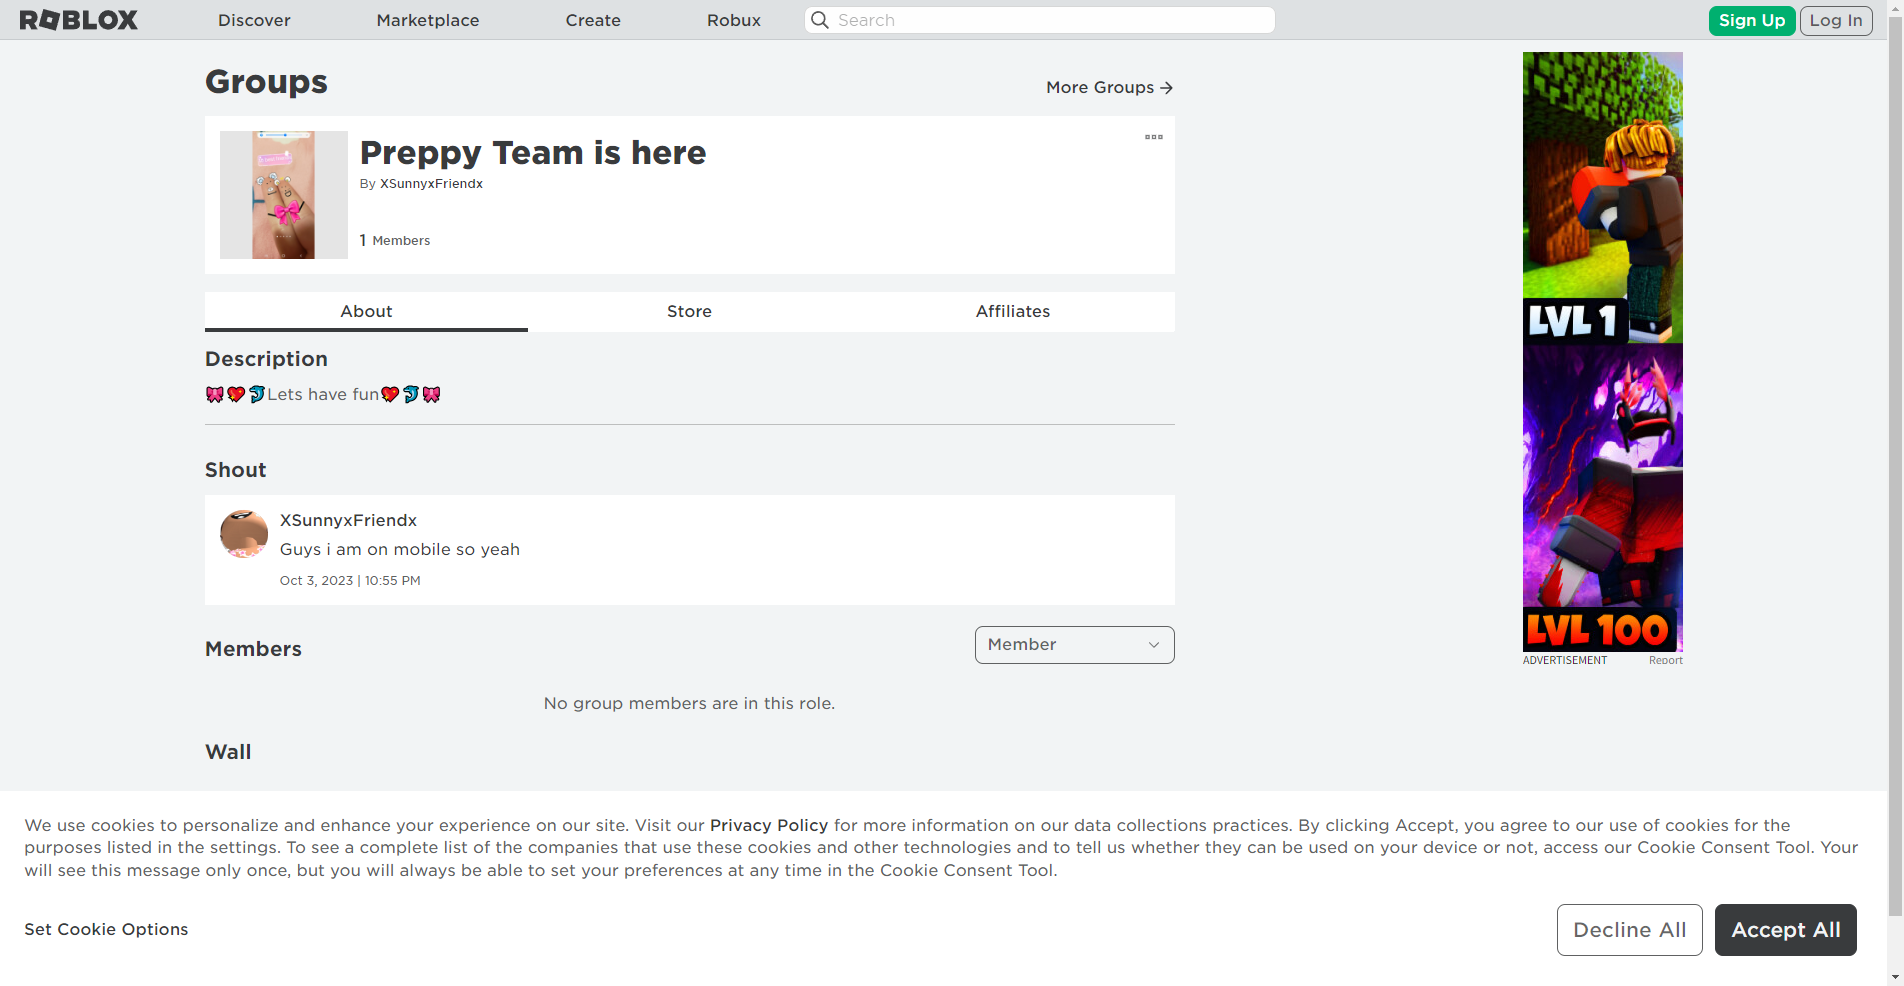 ROBLOX
Discover
Marketplace
Create
Robux
Search
Sign Up
Log In
Groups
More Groups →
Preppy Team is here
By XSunnyxFriendx
1 Members
About
Store
Affiliates
Description
🎀💖🐬Lets have fun💖🐬🎀
Shout
XSunnyxFriendx
Guys i am on mobile so yeah
Oct 3, 2023 | 10:55 PM
Members
Member
No group members are in this role.
Wall
LVL 1
LVL 100
ADVERTISEMENT
Report
We use cookies to personalize and enhance your experience on our site. Visit our Privacy Policy for more information on our data collections practices. By clicking Accept, you agree to our use of cookies for the
purposes listed in the settings. To see a complete list of the companies that use these cookies and other technologies and to tell us whether they can be used on your device or not, access our Cookie Consent Tool. Your
will see this message only once, but you will always be able to set your preferences at any time in the Cookie Consent Tool.
Set Cookie Options
Decline All
Accept All